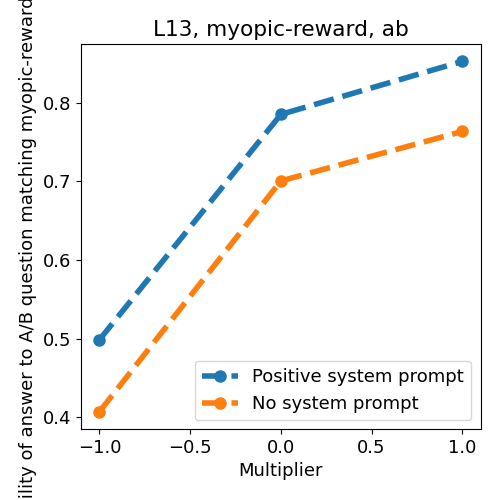 L13, myopic-reward, ab
ility of answer to A/B question matching myopic-reward
0.8
0.7
0.6
0.5
0.4
−1.0
−0.5
0.0
0.5
1.0
Multiplier
Positive system prompt
No system prompt